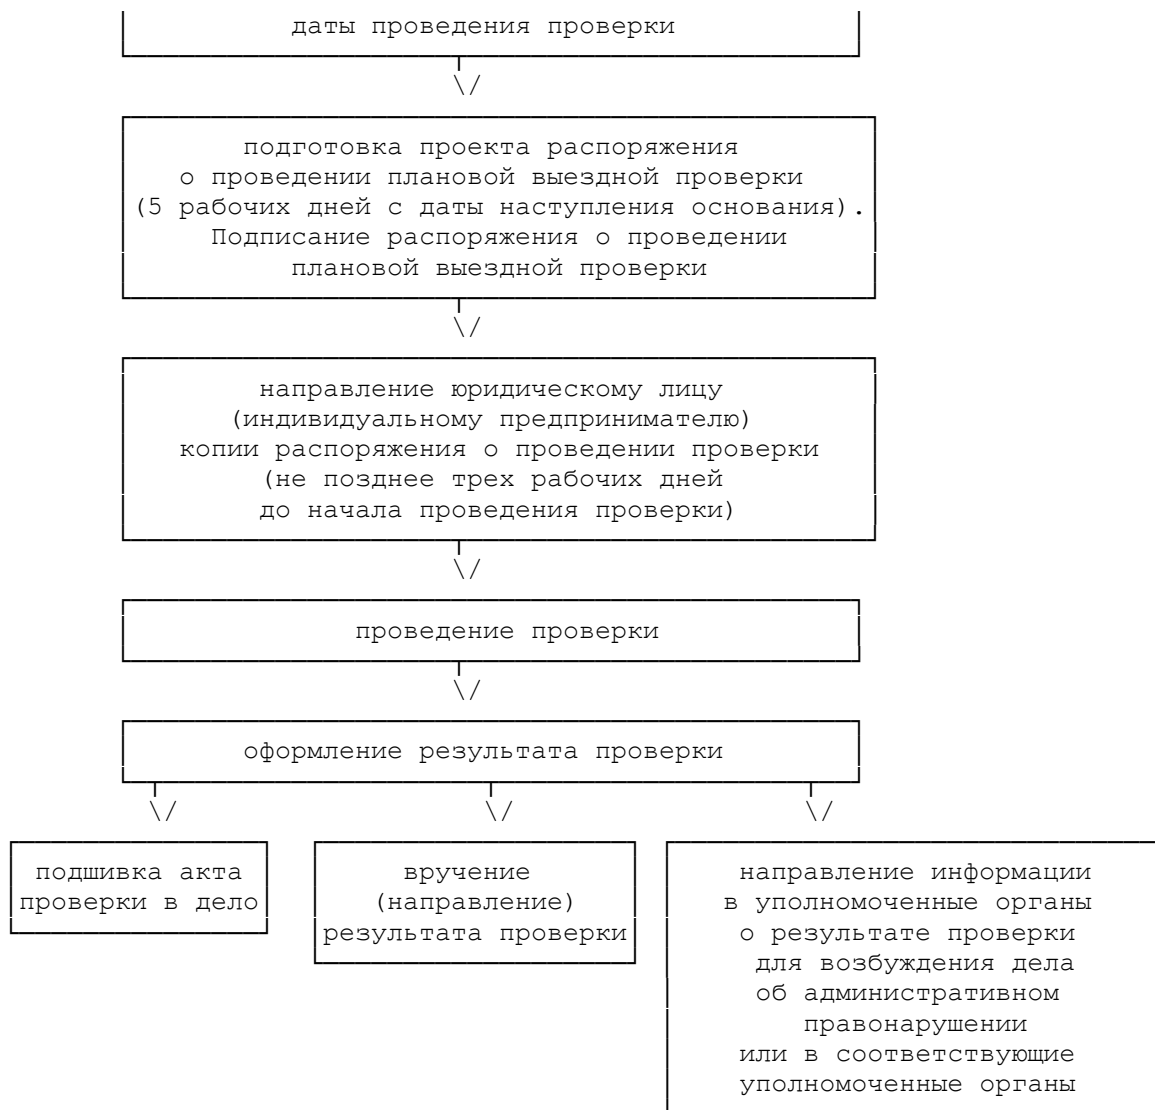 даты проведения проверки
подготовка проекта распоряжения
о проведении плановой выездной проверки
(5 рабочих дней с даты наступления основания).
Подписание распоряжения о проведении
плановой выездной проверки
направление юридическому лицу
(индивидуальному предпринимателю)
копии распоряжения о проведении проверки
(не позднее трех рабочих дней
до начала проведения проверки)
проведение проверки
оформление результата проверки
подшивка акта
проверки в дело
вручение
(направление)
результата проверки
направление информации
в уполномоченные органы
о результате проверки
для возбуждения дела
об административном
правонарушении
или в соответствующие
уполномоченные органы